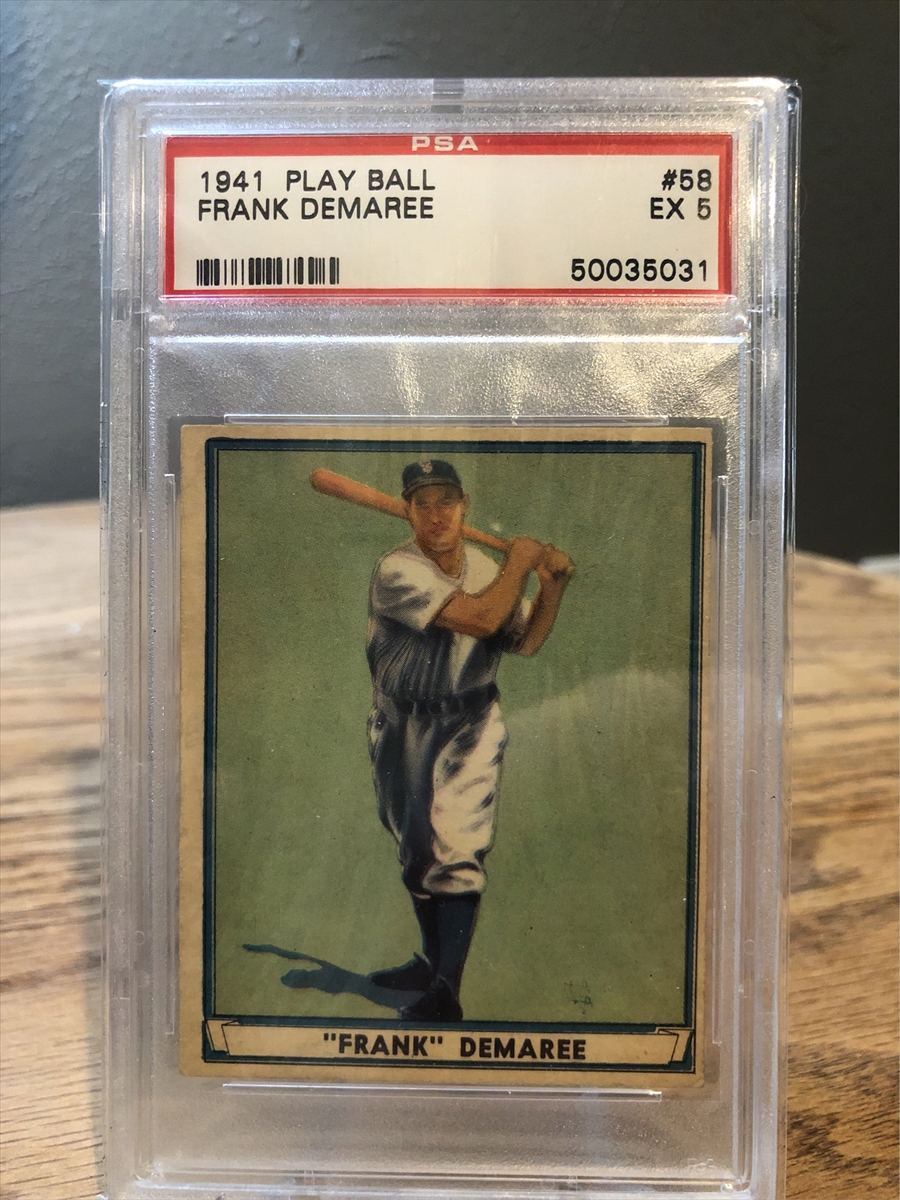 PSA
1941 PLAY BALL #58
FRANK DEMAREE EX 5
50035031
"FRANK" DEMAREE